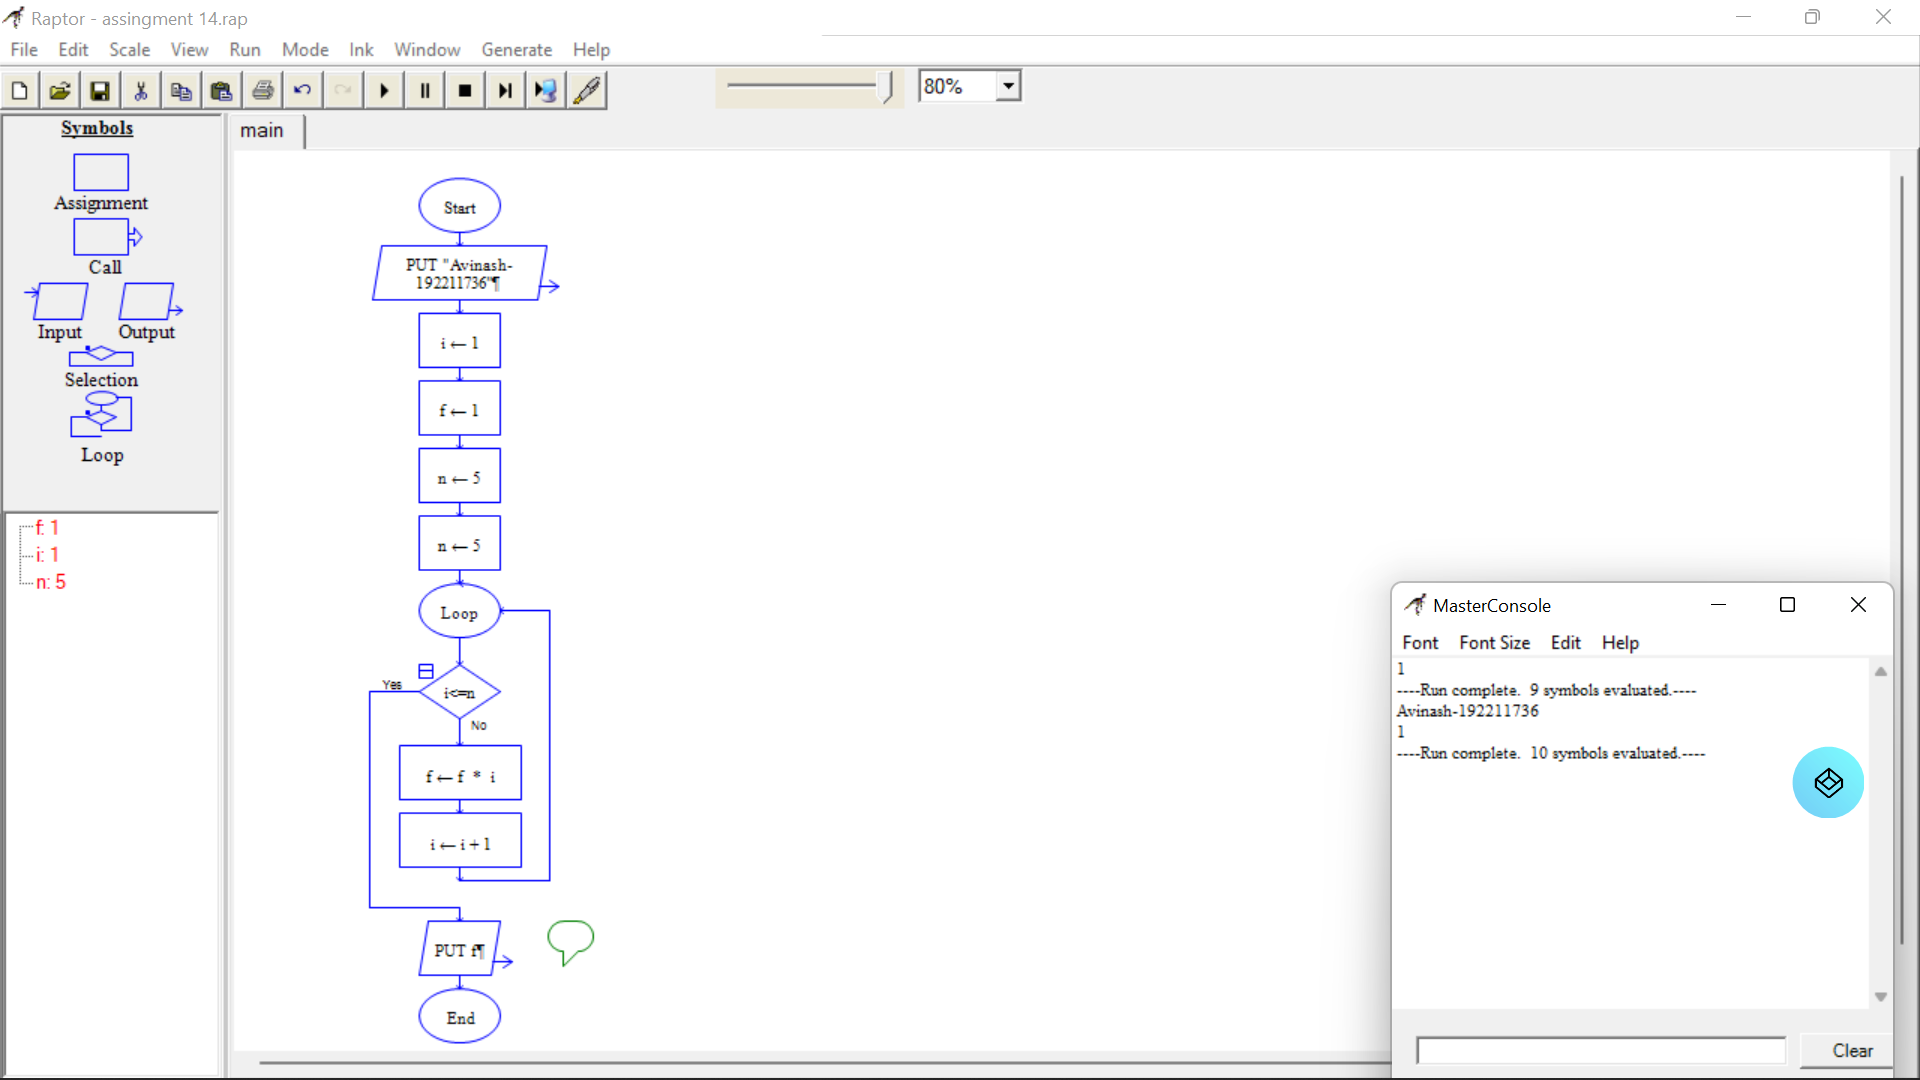 Raptor - assingment 14.rap
File Edit Scale View Run Mode Ink Window Generate Help
80%
Symbols
Assignment
Call
Input Output
Selection
Loop
f: 1
i: 1
n: 5
main
Start
PUT "Avinash-
192211736"¶
i ← 1
f ← 1
n ← 5
n ← 5
Loop
Yes
i<=n
No
f ← f * i
i ← i + 1
PUT f¶
End
MasterConsole
Font Font Size Edit Help
1
----Run complete. 9 symbols evaluated.----
Avinash-192211736
1
----Run complete. 10 symbols evaluated.----
Clear